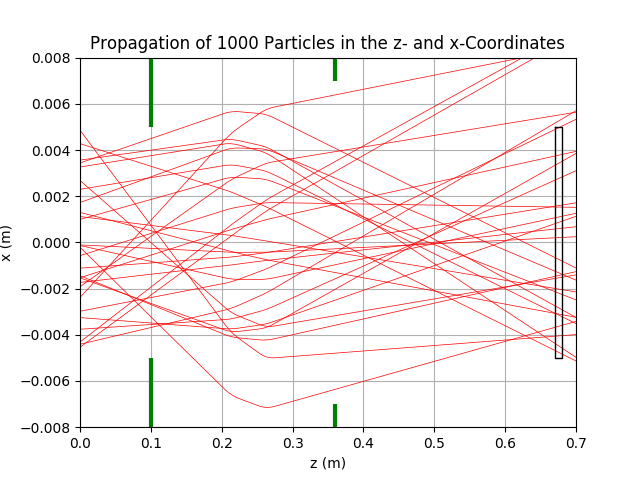 Propagation of 1000 Particles in the z- and x-Coordinates
0.008
0.006
0.004
0.002
0.000
−0.002
−0.004
−0.006
−0.008
x (m)
0.0 0.1 0.2 0.3 0.4 0.5 0.6 0.7
z (m)